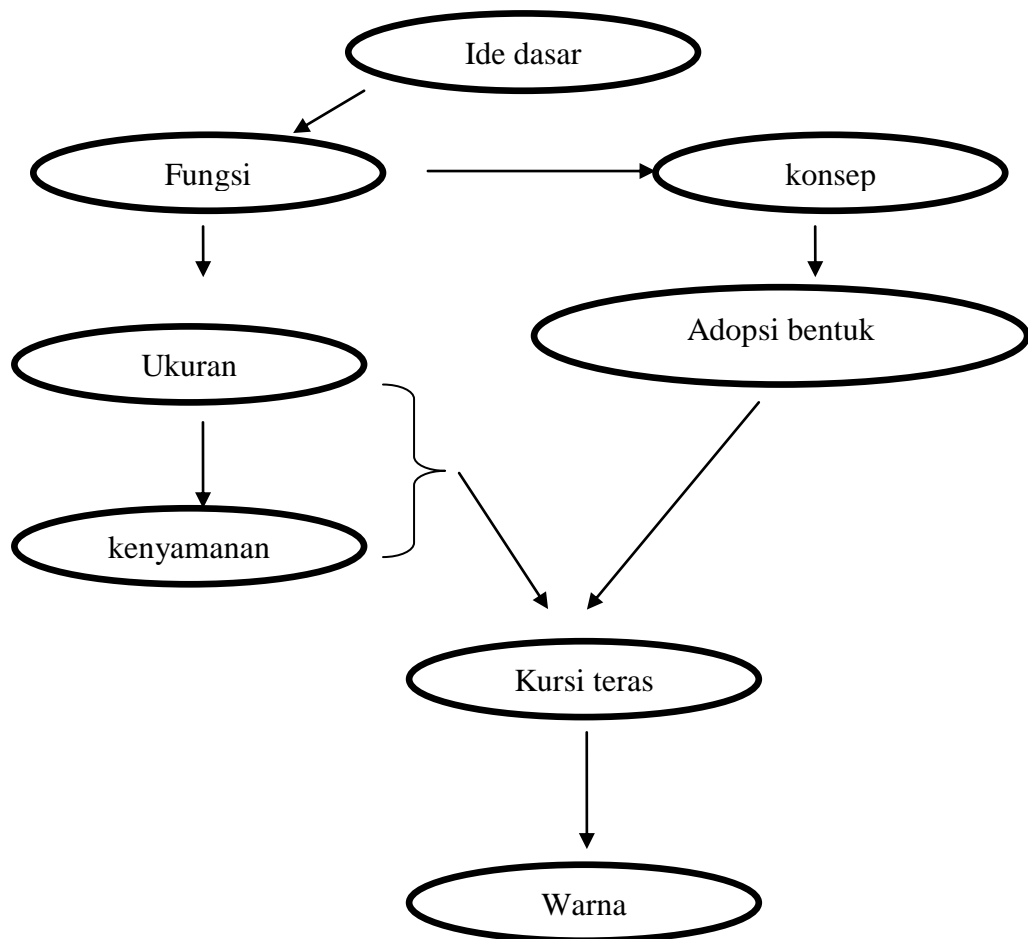 Ide dasar
Fungsi
konsep
Adopsi bentuk
Ukuran
kenyamanan
Kursi teras
Warna